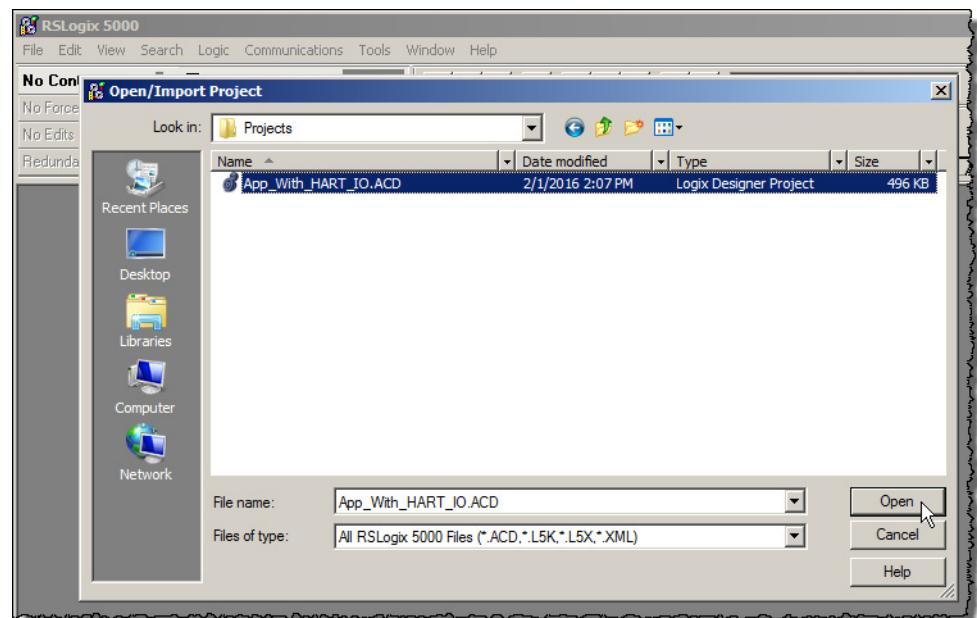 RSLogix 5000
File Edit View Search Logic Communications Tools Window Help
No Cont
Open/Import Project
No Force
Look in: Projects
No Edits
Redunda
Name Date modified Type Size
App_With_HART_IO.ACD 2/1/2016 2:07 PM Logix Designer Project 496 KB
Recent Places
Desktop
Libraries
Computer
Network
File name: App_With_HART_IO.ACD Open
Files of type: All RSLogix 5000 Files (*.ACD,*.L5K,*.L5X,*.XML) Cancel
Help